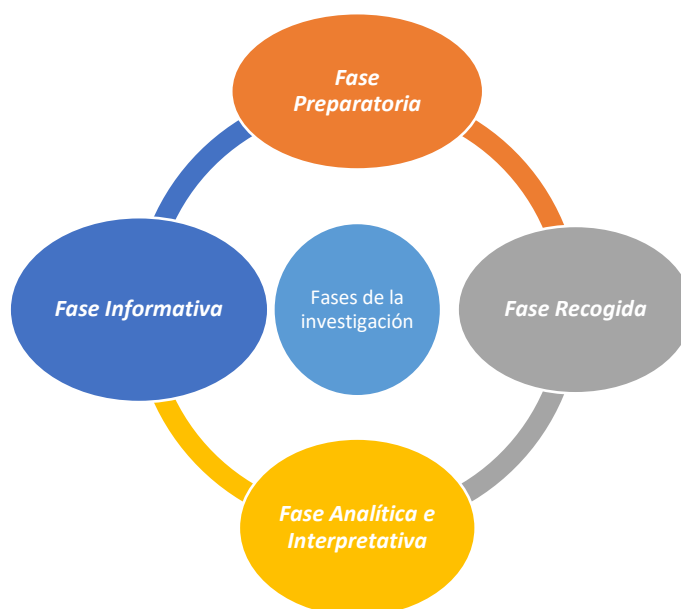 Fase
Preparatoria
Fase Informativa
Fases de la
investigación
Fase Recogida
Fase Analítica e
Interpretativa